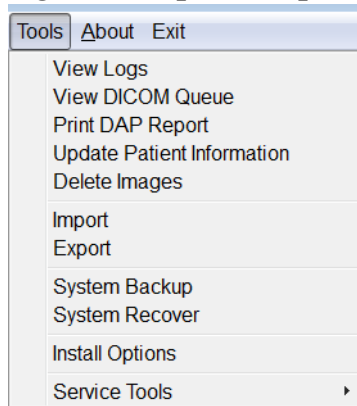 Tools About Exit
View Logs
View DICOM Queue
Print DAP Report
Update Patient Information
Delete Images
Import
Export
System Backup
System Recover
Install Options
Service Tools